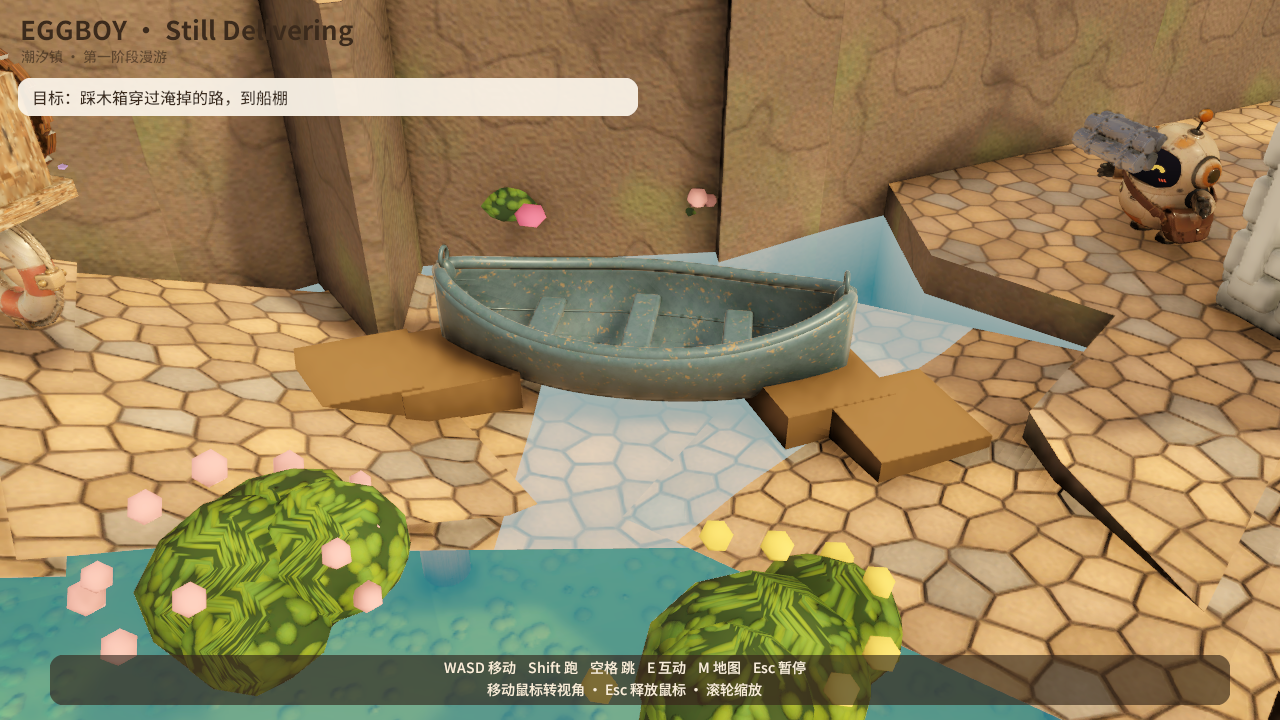 EGGBOY · Still Delivering
潮汐镇 · 第一阶段漫游
目标：踩木箱穿过淹掉的路，到船棚
WASD 移动 Shift 跑 空格 跳 E 互动 M 地图 Esc 暂停
移动鼠标转视角 · Esc 释放鼠标 · 滚轮缩放